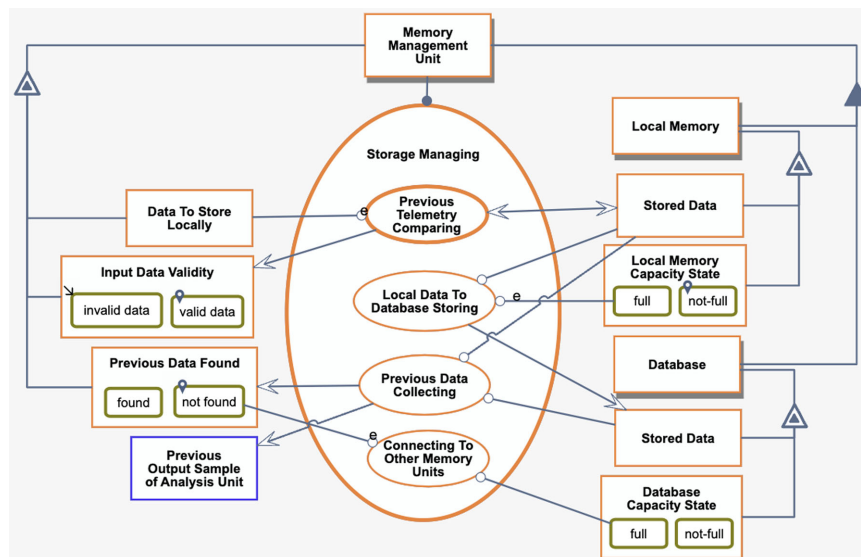 Memory
Management
Unit
Storage Managing
Local Memory
Data To Store
Locally
e
Previous
Telemetry
Comparing
Stored Data
Input Data Validity
invalid data
valid data
Local Data To
Database Storing
e
Local Memory
Capacity State
full
not-full
Previous Data Found
found
not found
Previous Data
Collecting
Database
Previous
Output Sample
of Analysis Unit
e
Connecting To
Other Memory
Units
Stored Data
Database
Capacity State
full
not-full